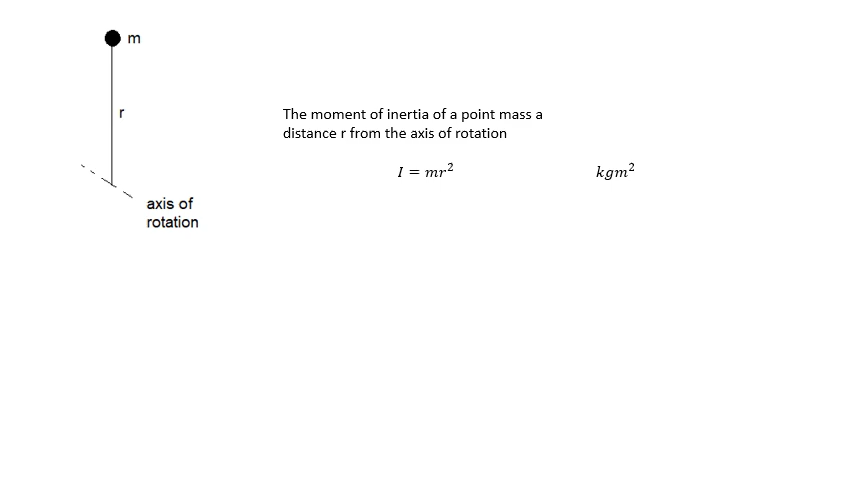 m
r
The moment of inertia of a point mass a
distance r from the axis of rotation
I = mr² kgm²
axis of
rotation